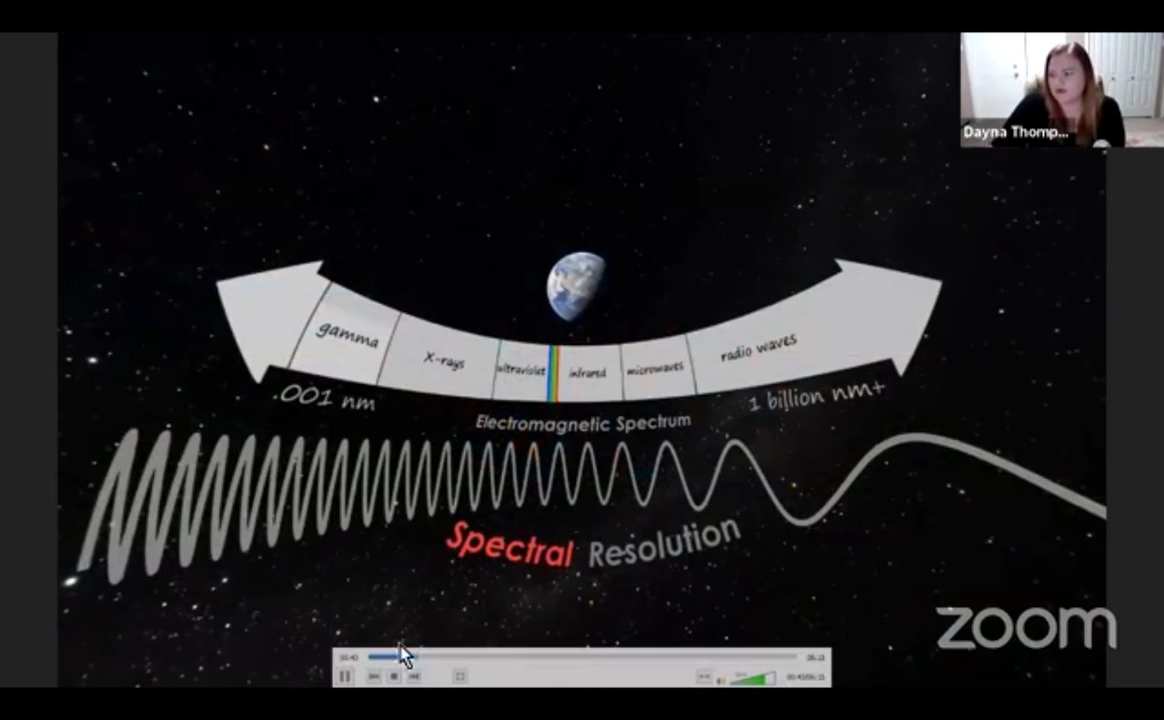 Dayna Thomp...
gamma
X-rays
ultraviolet
infrared
microwaves
radio waves
.001 nm
1 billion nm+
Electromagnetic Spectrum
Spectral Resolution
zoom